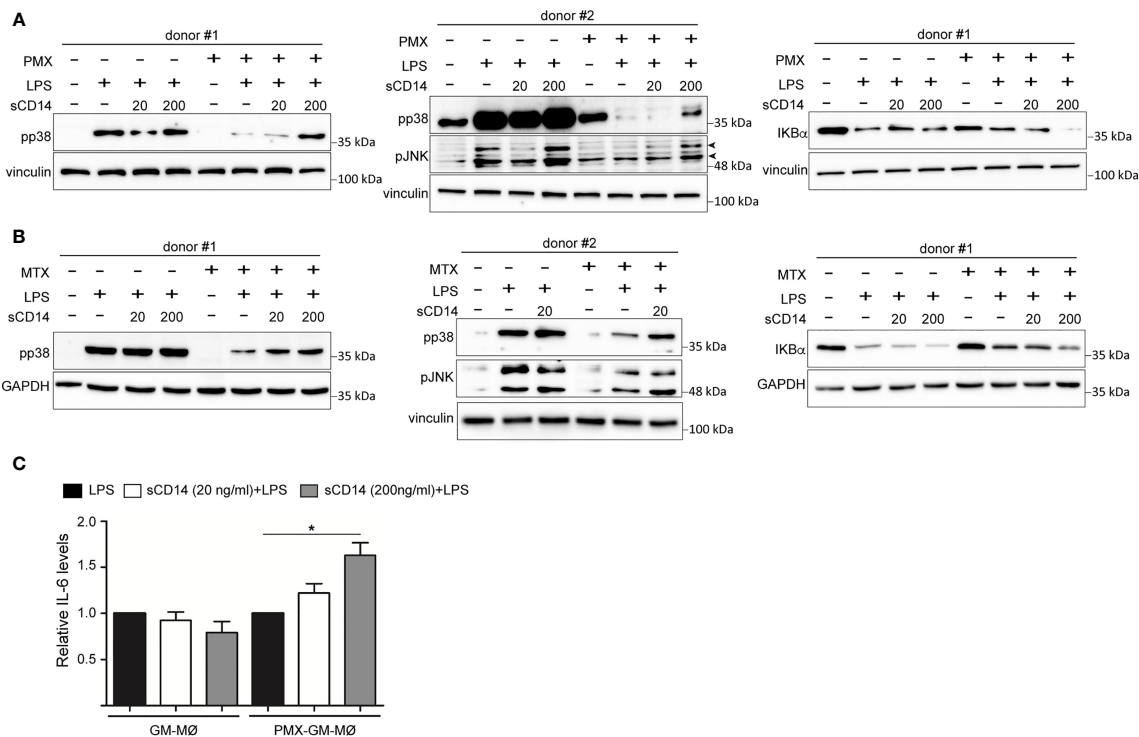 A
donor #1
PMX – – – – + + + +
LPS – + + + – + + +
sCD14 – – 20 200 – – 20 200
pp38
35 kDa
vinculin
100 kDa
donor #2
PMX – – – – + + + +
LPS – + + + – + + +
sCD14 – – 20 200 – – 20 200
pp38
35 kDa
pJNK
48 kDa
vinculin
100 kDa
donor #1
PMX – – – – + + + +
LPS – + + + – + + +
sCD14 – – 20 200 – – 20 200
IKBα
35 kDa
vinculin
100 kDa
B
donor #1
MTX – – – – + + + +
LPS – + + + – + + +
sCD14 – – 20 200 – – 20 200
pp38
35 kDa
GAPDH
35 kDa
donor #2
MTX – – – + + +
LPS – + + – + +
sCD14 – – 20 – – 20
pp38
35 kDa
pJNK
48 kDa
vinculin
100 kDa
donor #1
MTX – – – – + + + +
LPS – + + + – + + +
sCD14 – – 20 200 – – 20 200
IKBα
35 kDa
GAPDH
35 kDa
C
LPS sCD14 (20 ng/ml)+LPS sCD14 (200ng/ml)+LPS
Relative IL-6 levels
2.0
1.5
1.0
0.5
*
GM-MØ PMX-GM-MØ